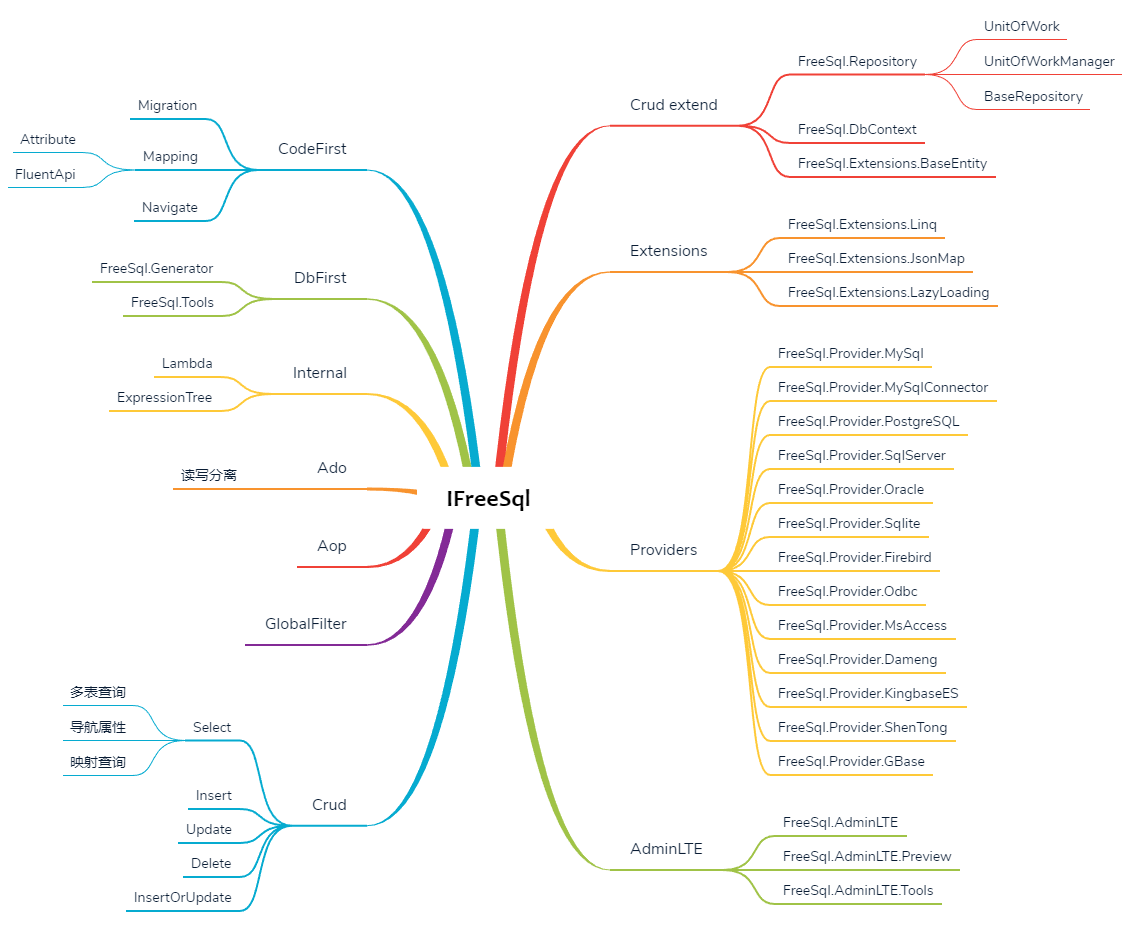 IFreeSql
CodeFirst
Migration
Mapping
Attribute
FluentApi
Navigate
DbFirst
FreeSql.Generator
FreeSql.Tools
Internal
Lambda
ExpressionTree
Ado
读写分离
Aop
GlobalFilter
Crud
Select
多表查询
导航属性
映射查询
Insert
Update
Delete
InsertOrUpdate
Crud extend
FreeSql.Repository
UnitOfWork
UnitOfWorkManager
BaseRepository
FreeSql.DbContext
FreeSql.Extensions.BaseEntity
Extensions
FreeSql.Extensions.Linq
FreeSql.Extensions.JsonMap
FreeSql.Extensions.LazyLoading
Providers
FreeSql.Provider.MySql
FreeSql.Provider.MySqlConnector
FreeSql.Provider.PostgreSQL
FreeSql.Provider.SqlServer
FreeSql.Provider.Oracle
FreeSql.Provider.Sqlite
FreeSql.Provider.Firebird
FreeSql.Provider.Odbc
FreeSql.Provider.MsAccess
FreeSql.Provider.Dameng
FreeSql.Provider.KingbaseES
FreeSql.Provider.ShenTong
FreeSql.Provider.GBase
AdminLTE
FreeSql.AdminLTE
FreeSql.AdminLTE.Preview
FreeSql.AdminLTE.Tools